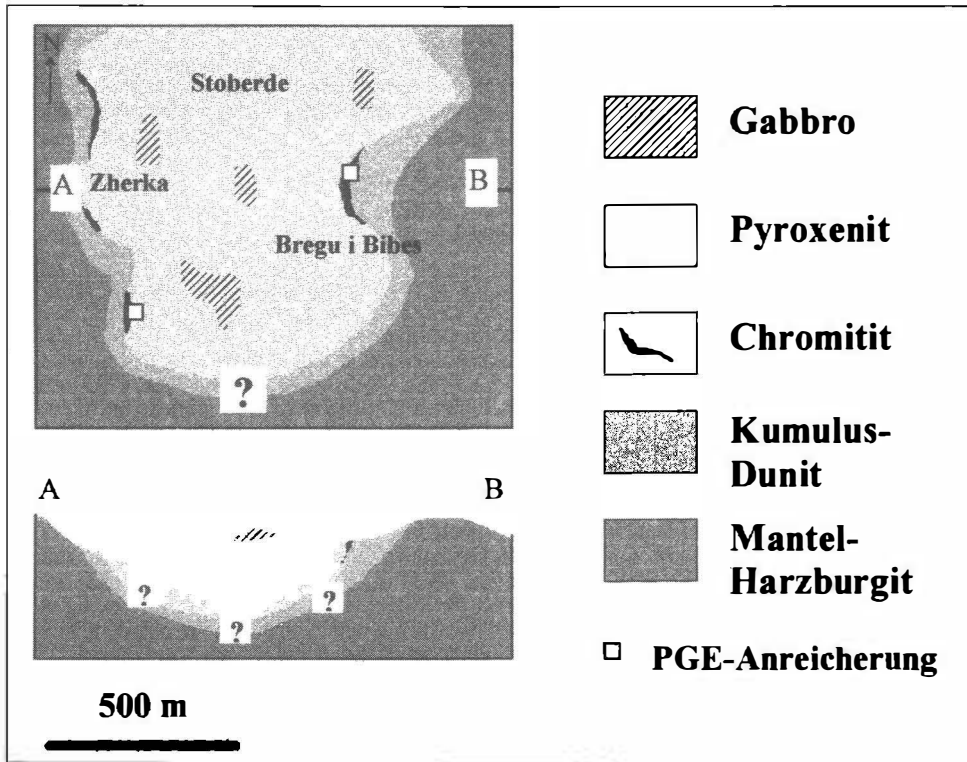 N
Stoberde
A
Zherka
B
Bregu i Bibes
?
A
B
?
?
?
500 m
Gabbro
Pyroxenit
Chromitit
Kumulus-
Dunit
Mantel-
Harzburgit
PGE-Anreicherung